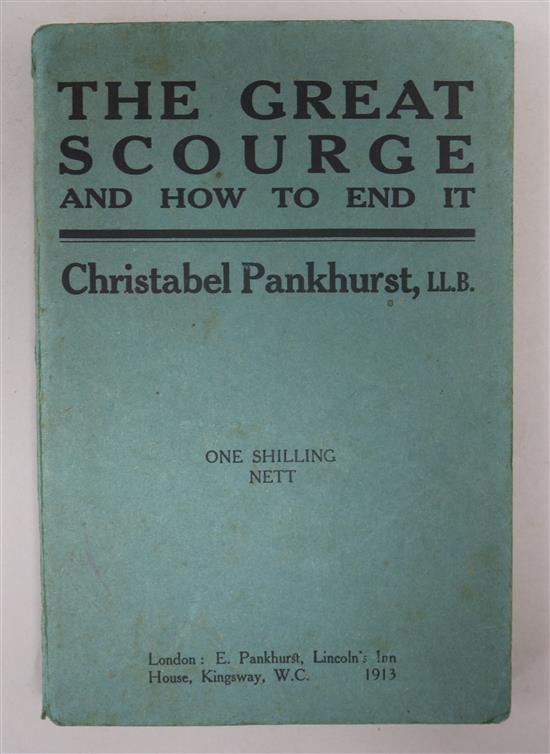 THE GREAT
SCOURGE
AND HOW TO END IT
Christabel Pankhurst, LL.B.
ONE SHILLING
NETT
London: E. Pankhurst, Lincoln's Inn
House, Kingsway, W.C. 1913